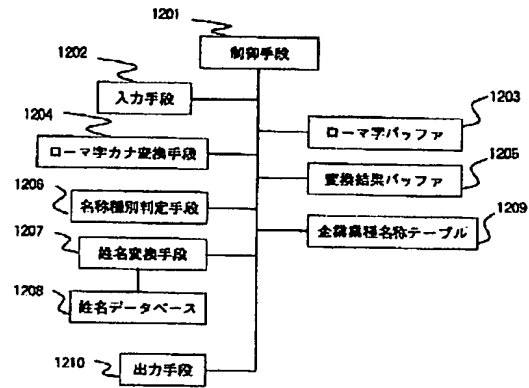 1201
制御手段
1202
入力手段
1203
ローマ字バッファ
1204
ローマ字カナ変換手段
1205
変換結果バッファ
1206
名称種別判定手段
1207
姓名変換手段
1209
企業業種名称テーブル
1208
姓名データベース
1210
出力手段